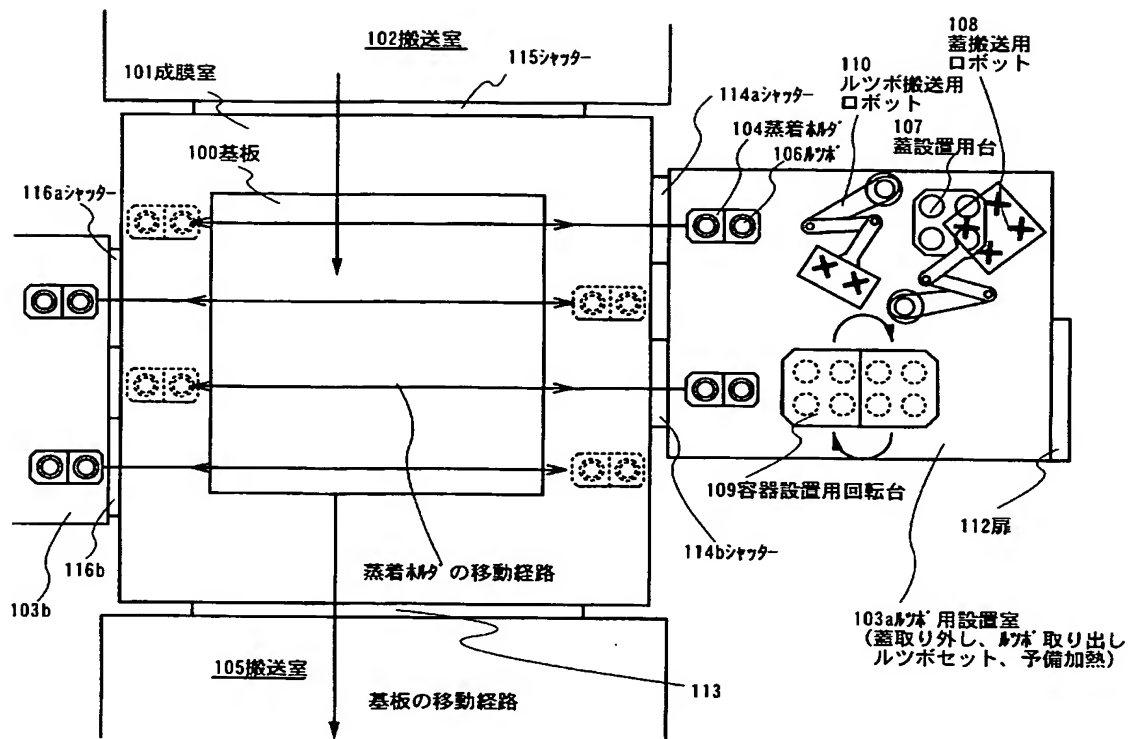 102搬送室
108
蓋搬送用
ロボット
115シャッター
101成膜室
110
ルツボ搬送用
ロボット
114aシャッター
104蒸着ホルダ
107
蓋設置用台
106ルツボ
100基板
116aシャッター
109容器設置用回転台
112扉
114bシャッター
蒸着ホルダ の移動経路
116b
103b
103aルツボ用設置室
(蓋取り外し、ルツボ取り出し
ルツボセット、予備加熱)
105搬送室
113
基板の移動経路